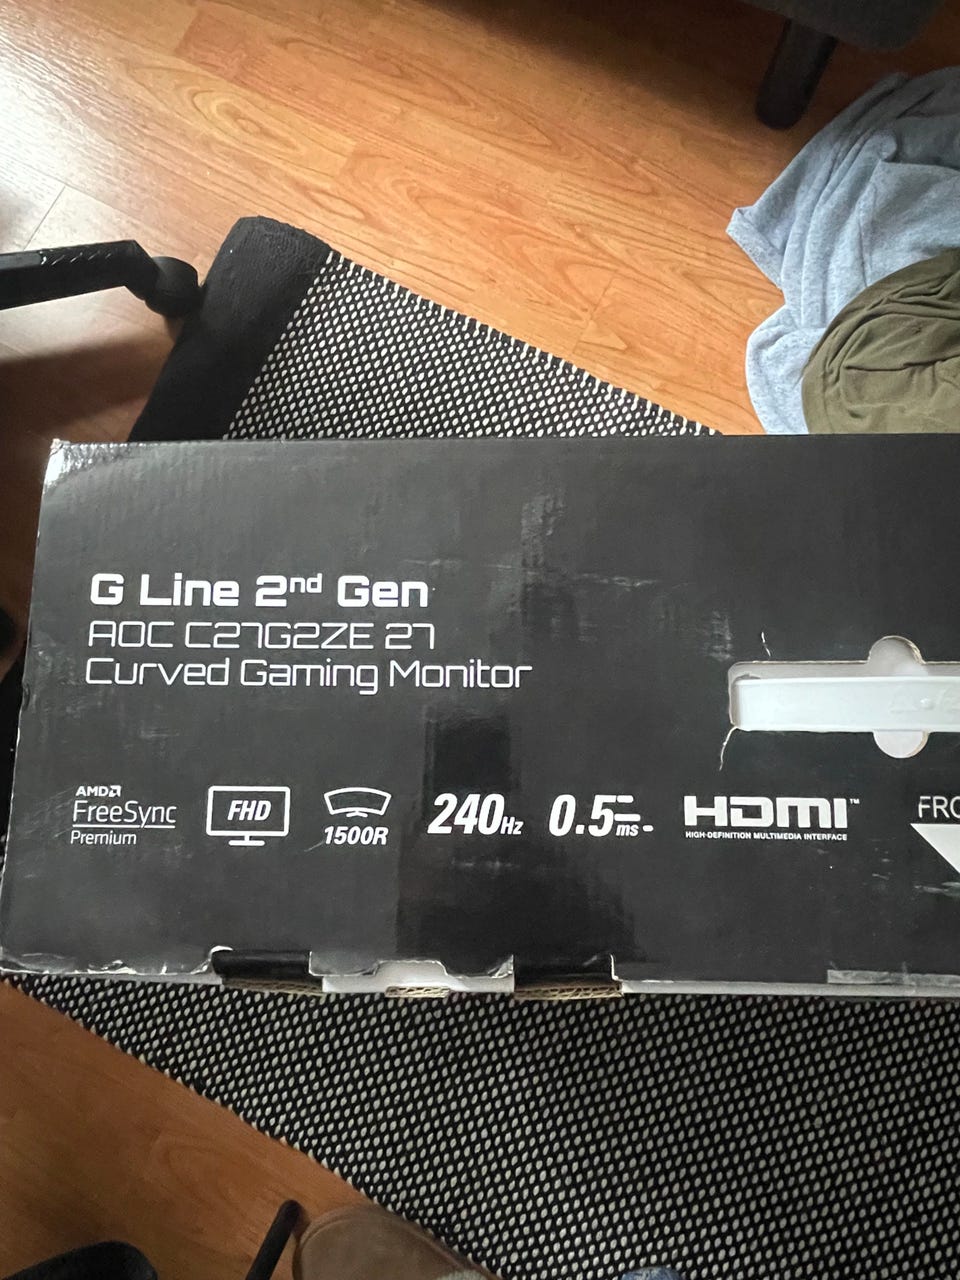 G Line 2nd Gen
AOC C27G2ZE 27
Curved Gaming Monitor
AMD
FreeSync
Premium
FHD
1500R
240Hz
0.5ms
HDMI™
HIGH-DEFINITION MULTIMEDIA INTERFACE